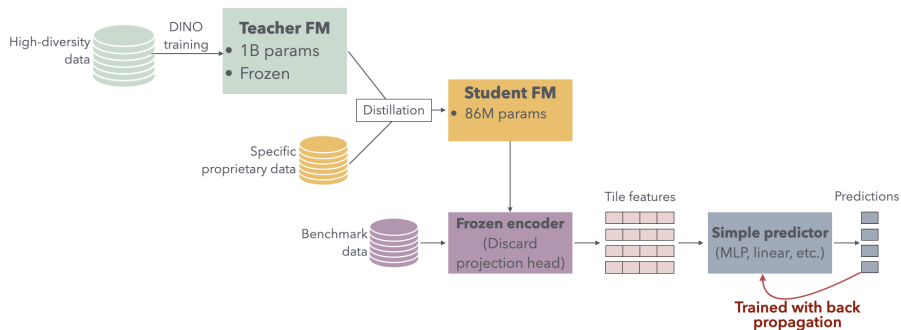 High-diversity
data
DINO
training
Teacher FM
• 1B params
• Frozen
Distillation
Student FM
• 86M params
Specific
proprietary data
Benchmark
data
Frozen encoder
(Discard
projection head)
Tile features
Simple predictor
(MLP, linear, etc.)
Predictions
Trained with back
propagation